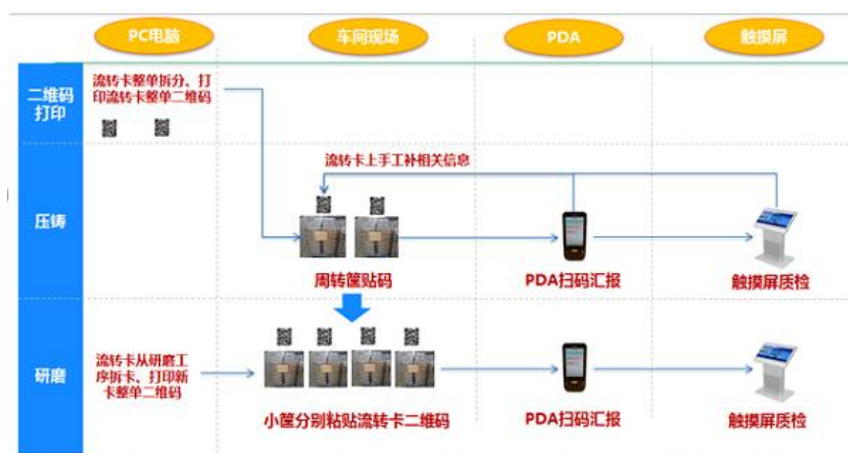 PC电脑
车间现场
PDA
触摸屏
二维码
打印
流转卡整单拆分、打
印流转卡整单二维码
流转卡上手工补相关信息
压铸
周转筐贴码
PDA扫码汇报
触摸屏质检
研磨
流转卡从研磨工
序拆卡、打印新
卡整单二维码
小筐分别粘贴流转卡二维码
PDA扫码汇报
触摸屏质检